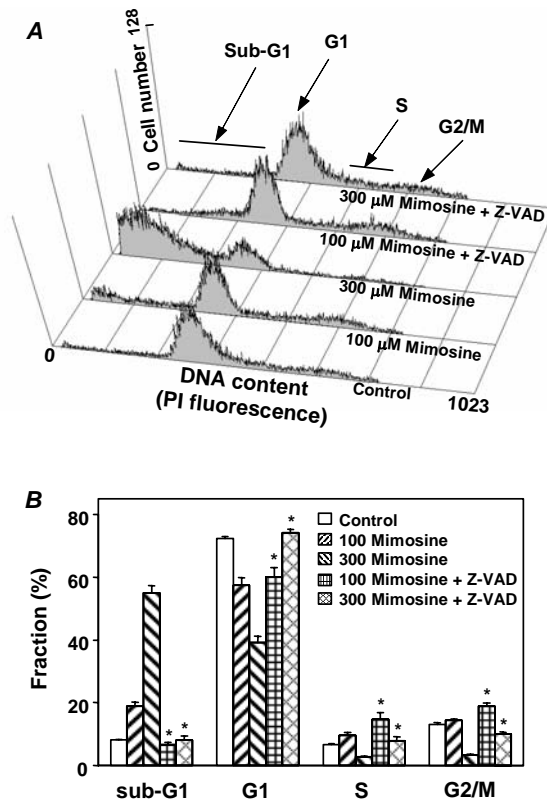 A
128
Cell number
0
Sub-G1
G1
S
G2/M
300 μM Mimosine + Z-VAD
100 μM Mimosine + Z-VAD
300 μM Mimosine
100 μM Mimosine
Control
0
DNA content
(PI fluorescence)
1023
B
80
60
40
20
0
Fraction (%)
Control
100 Mimosine
300 Mimosine
100 Mimosine + Z-VAD
300 Mimosine + Z-VAD
* * * * * * * *
sub-G1 G1 S G2/M